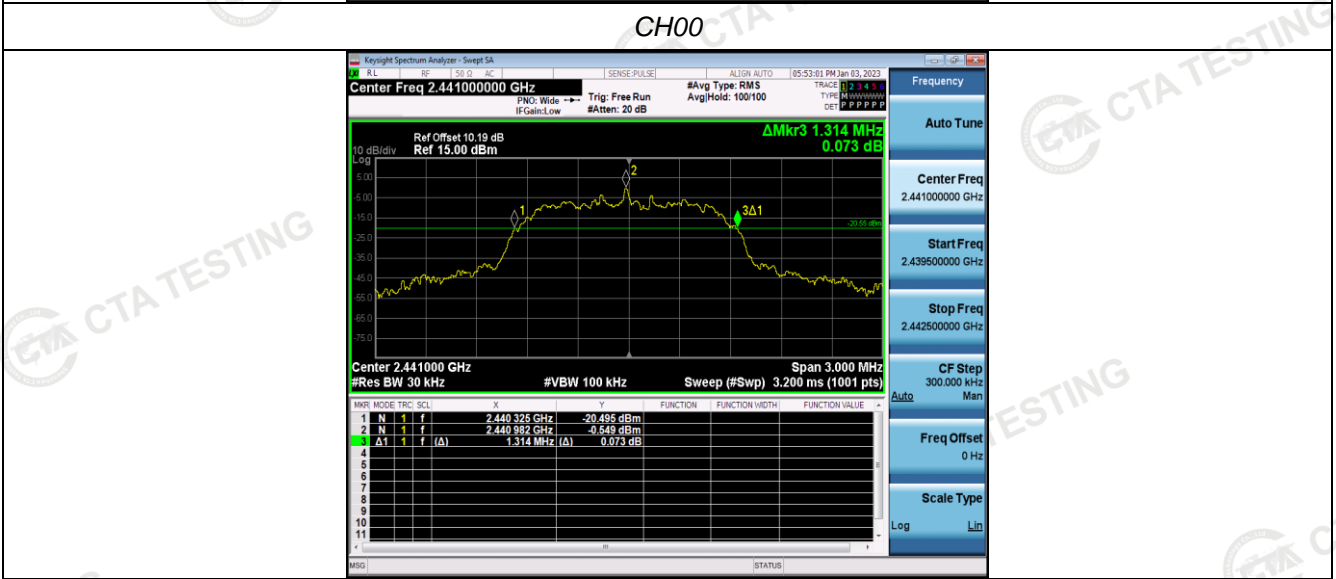 CH00
CTA TESTING
Keysight Spectrum Analyzer - Swept SA
RL RF 50 Ω AC SENSE:PULSE ALIGN AUTO 05:53:01 PM Jan 03, 2023
Center Freq 2.441000000 GHz
PNO: Wide
IFGain:Low
Trig: Free Run
#Atten: 20 dB
#Avg Type: RMS
Avg|Hold: 100/100
TRACE 1 2 3 4 5 6
TYPE M W W W W W
DET P P P P P P
Frequency
Auto Tune
Center Freq
2.441000000 GHz
Start Freq
2.439500000 GHz
Stop Freq
2.442500000 GHz
CF Step
300.000 kHz
Auto Man
Freq Offset
0 Hz
Scale Type
Log Lin
Ref Offset 10.19 dB
10 dB/div Ref 15.00 dBm
Log
ΔMkr3 1.314 MHz
0.073 dB
5.00
-5.00
-15.0
-25.0
-35.0
-45.0
-55.0
-65.0
-75.0
1
2
3Δ1
-20.55 dBm
Center 2.441000 GHz Span 3.000 MHz
#Res BW 30 kHz #VBW 100 kHz Sweep (#Swp) 3.200 ms (1001 pts)
MKR MODE TRC SCL X Y FUNCTION FUNCTION WIDTH FUNCTION VALUE
1 N 1 f 2.440 325 GHz -20.495 dBm
2 N 1 f 2.440 982 GHz -0.549 dBm
3 Δ1 1 f (Δ) 1.314 MHz (Δ) 0.073 dB
4
5
6
7
8
9
10
11
MSG STATUS
CTA TESTING
CTA TESTING